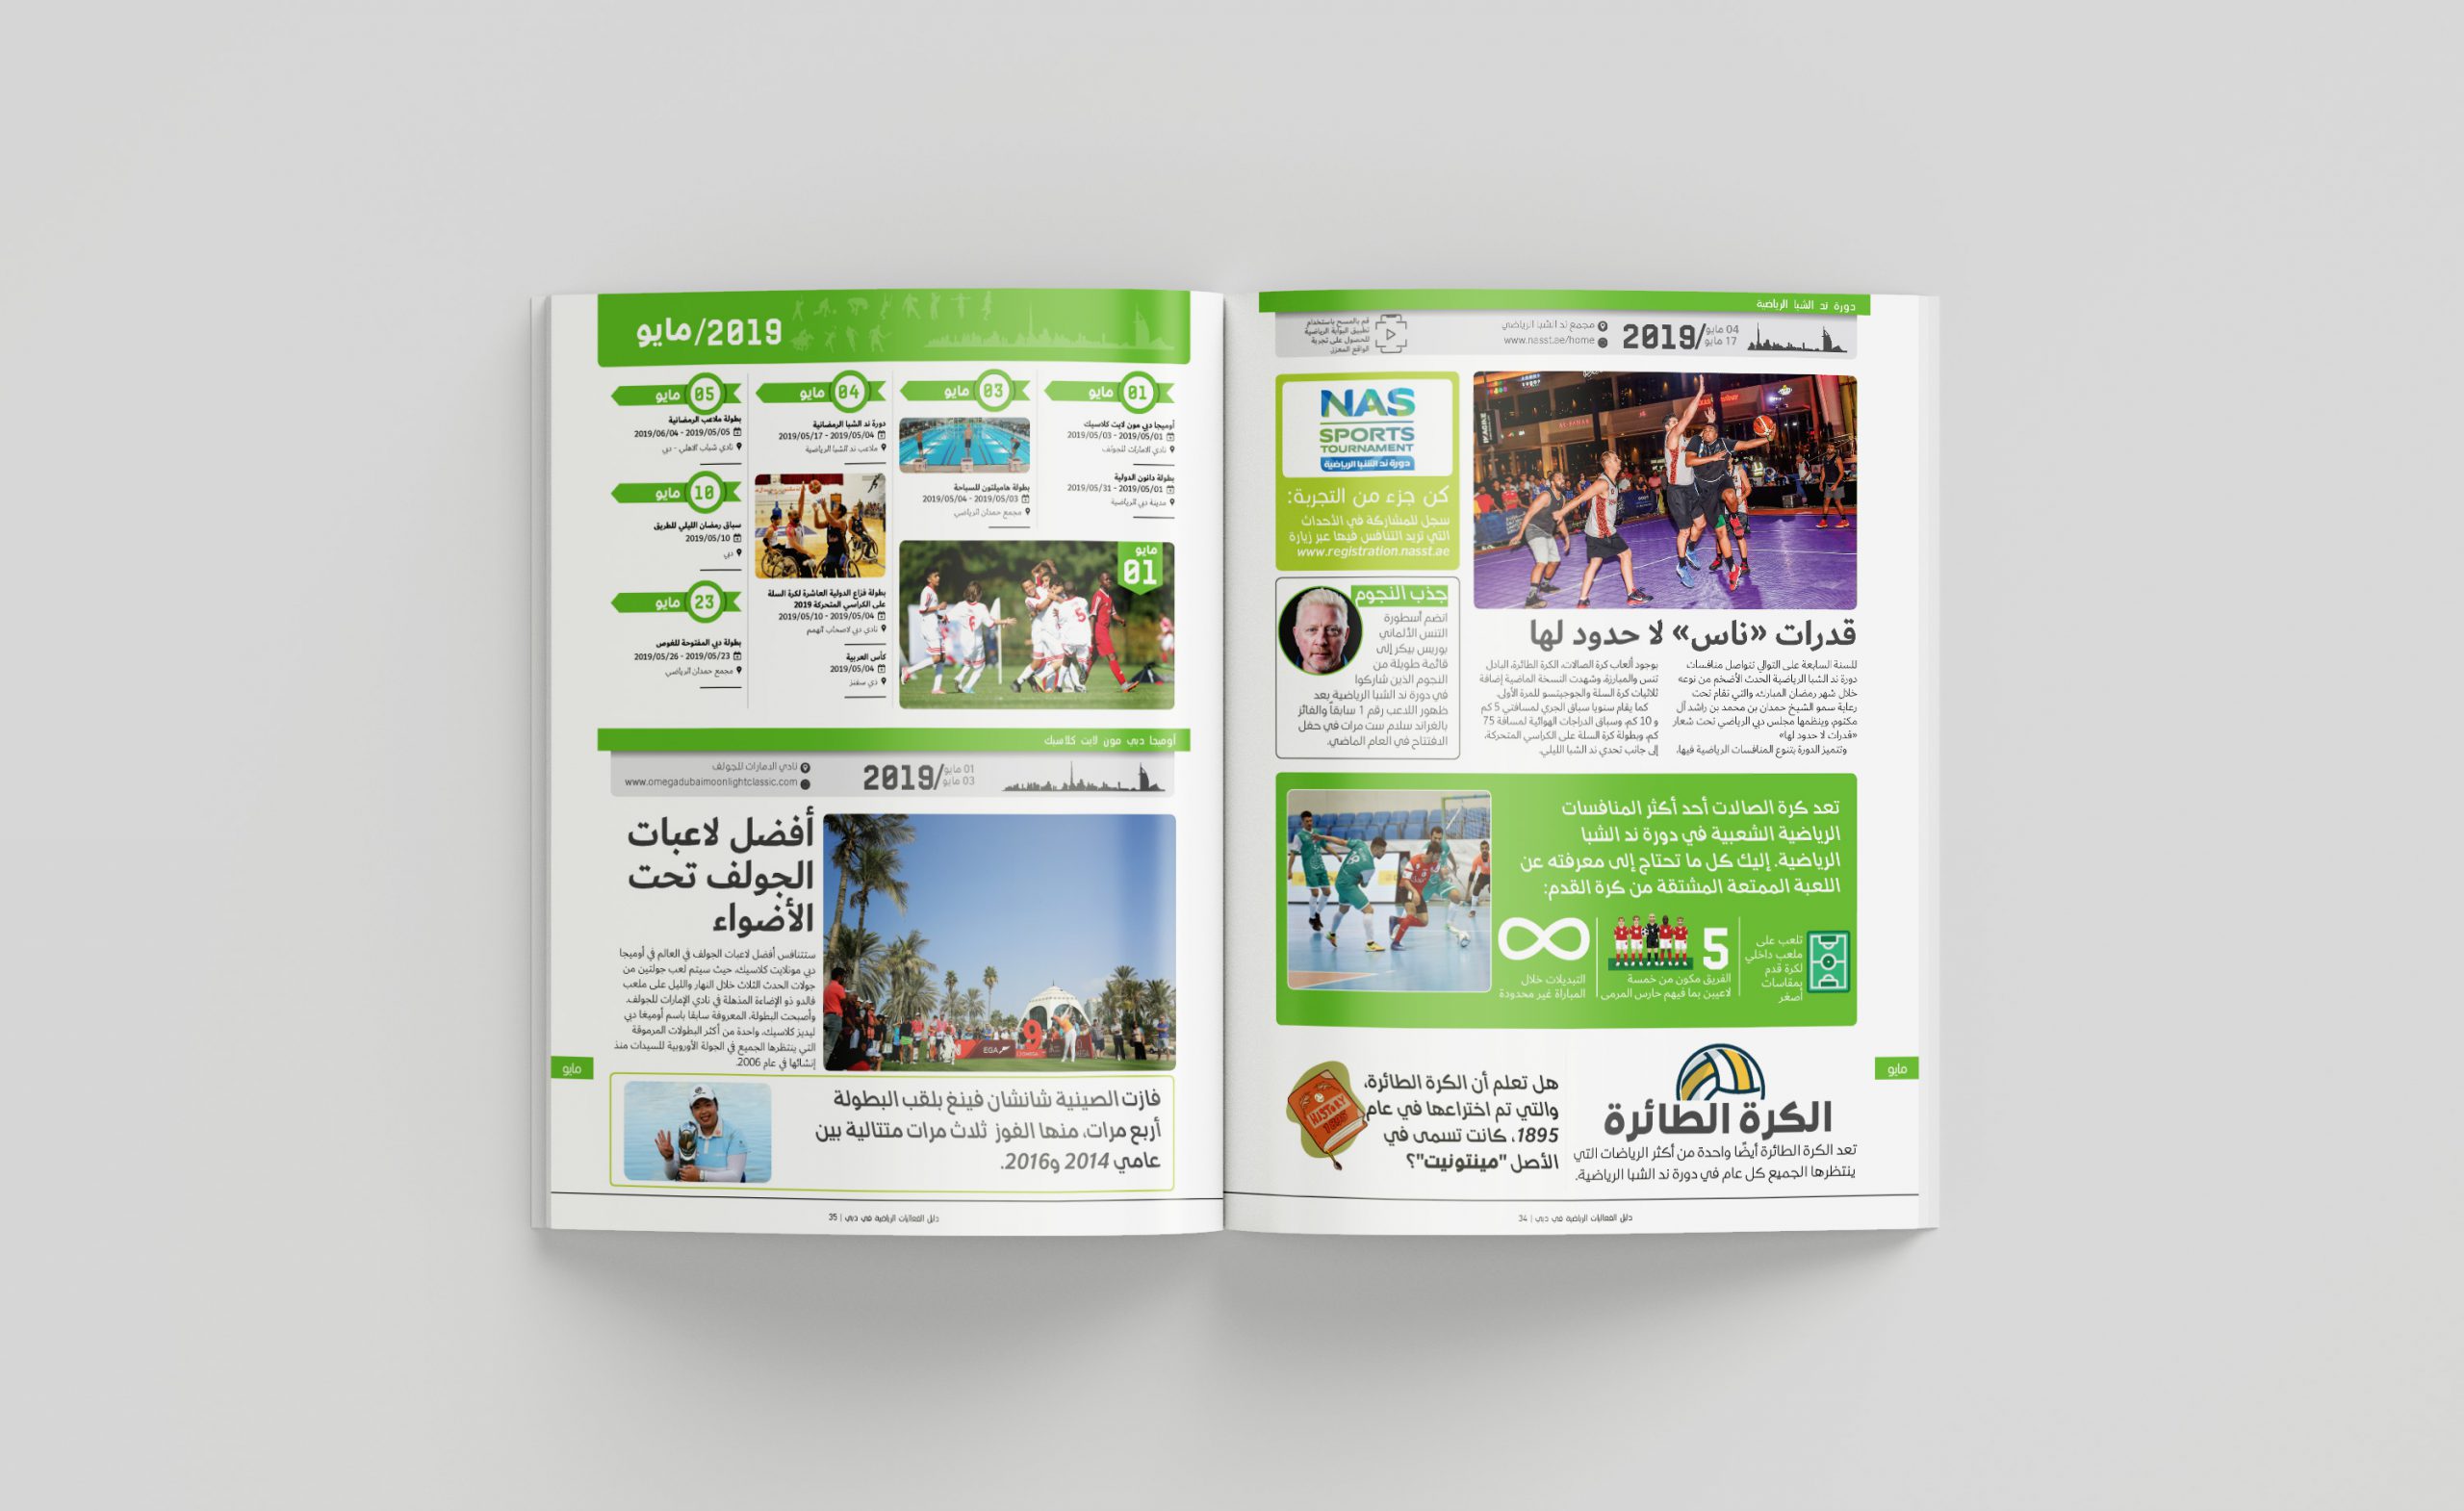 دورة ند الشبا الرياضية
04 مايو
17 مايو
/2019
مجمع ند الشبا الرياضي
www.nasst.ae/home
قم بالمسح باستخدام
تطبيق البوابة الرياضية
للحصول على تجربة
الواقع المعزز
NAS
SPORTS
TOURNAMENT
دورة ند الشبا الرياضية
كن جزء من التجربة:
سجل للمشاركة في الأحداث
التي تريد التنافس فيها عبر زيارة
www.registration.nasst.ae
جذب النجوم
انضم أسطورة
التنس الألماني
بوريس بيكر إلى
قائمة طويلة من
النجوم الذين شاركوا
في دورة ند الشبا الرياضية بعد
ظهور اللاعب رقم 1 سابقاً والفائز
بالغراند سلام ست مرات في حفل
الافتتاح في العام الماضي.
قدرات «ناس» لا حدود لها
للسنة السابعة على التوالي تتواصل منافسات
دورة ند الشبا الرياضية الحدث الأضخم من نوعه
خلال شهر رمضان المبارك، والتي تقام تحت
رعاية سمو الشيخ حمدان بن محمد بن راشد آل
مكتوم، وينظمها مجلس دبي الرياضي تحت شعار
«قدرات لا حدود لها»
وتتميز الدورة بتنوع المنافسات الرياضية فيها،
بوجود ألعاب كرة الصالات، الكرة الطائرة، البادل
تنس والمبارزة، وشهدت النسخة الماضية إضافة
ثلاثيات كرة السلة والجوجيتسو للمرة الأولى.
كما يقام سنويا سباق الجري لمسافتي 5 كم
و 10 كم، وسباق الدراجات الهوائية لمسافة 75
كم، وبطولة كرة السلة على الكراسي المتحركة،
إلى جانب تحدي ند الشبا الليلي.
تعد كرة الصالات أحد أكثر المنافسات
الرياضية الشعبية في دورة ند الشبا
الرياضية. إليك كل ما تحتاج إلى معرفته عن
اللعبة الممتعة المشتقة من كرة القدم:
تلعب على
ملعب داخلي
لكرة قدم
بمقاسات
أصغر
5
الفريق مكون من خمسة
لاعبين بما فيهم حارس المرمى
التبديلات خلال
المباراة غير محدودة
الكرة الطائرة
تعد الكرة الطائرة أيضًا واحدة من أكثر الرياضات التي
ينتظرها الجميع كل عام في دورة ند الشبا الرياضية.
هل تعلم أن الكرة الطائرة،
والتي تم اختراعها في عام
1895، كانت تسمى في
الأصل "مينتونيت"؟
HISTORY
مايو
دليل الفعاليات الرياضية في دبي | 34
2019/مايو
01 مايو
أوميجا دبي مون لايت كلاسيك
2019/05/03 - 2019/05/01
نادي الامارات للجولف
بطولة دانون الدولية
2019/05/31 - 2019/05/01
مدينة دبي الرياضية
03 مايو
بطولة هاميلتون للسباحة
2019/05/04 - 2019/05/03
مجمع حمدان الرياضي
مايو
01
04 مايو
دورة ند الشبا الرمضانية
2019/05/17 - 2019/05/04
ملاعب ند الشبا الرياضية
بطولة فزاع الدولية العاشرة لكرة السلة
على الكراسي المتحركة 2019
2019/05/10 - 2019/05/04
نادي دبي لاصحاب الهمم
كأس العربية
2019/05/04
ذي سفنز
05 مايو
بطولة ملاعب الرمضانية
2019/06/04 - 2019/05/05
نادي شباب الاهلي - دبي
10 مايو
سباق رمضان الليلي للطريق
2019/05/10
دبي
23 مايو
بطولة دبي المفتوحة للغوص
2019/05/26 - 2019/05/23
مجمع حمدان الرياضي
أوميجا دبي مون لايت كلاسيك
01 مايو
03 مايو
/2019
نادي الامارات للجولف
www.omegadubaimoonlightclassic.com
أفضل لاعبات
الجولف تحت
الأضواء
ستتنافس أفضل لاعبات الجولف في العالم في أوميجا
دبي مونلايت كلاسيك، حيث سيتم لعب جولتين من
جولات الحدث الثلاث خلال النهار والليل على ملعب
فالدو ذو الإضاءة المذهلة في نادي الإمارات للجولف.
وأصبحت البطولة، المعروفة سابقا باسم أوميغا دبي
ليديز كلاسيك، واحدة من أكثر البطولات المرموقة
التي ينتظرها الجميع في الجولة الأوروبية للسيدات منذ
إنشائها في عام 2006.
9
EGA
فازت الصينية شانشان فينغ بلقب البطولة
أربع مرات، منها الفوز ثلاث مرات متتالية بين
عامي 2014 و2016.
مايو
دليل الفعاليات الرياضية في دبي | 35